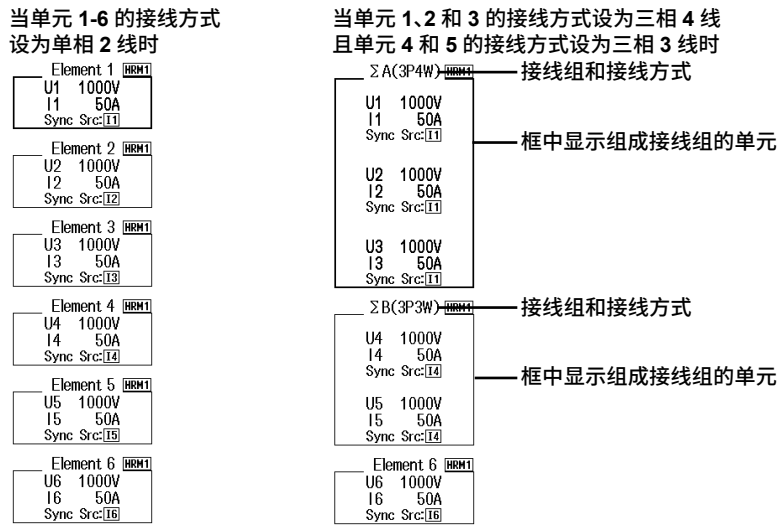 当单元 1-6 的接线方式
设为单相 2 线时
Element 1 HRM1
U1 1000V
I1 50A
Sync Src:I1
Element 2 HRM1
U2 1000V
I2 50A
Sync Src:I2
Element 3 HRM1
U3 1000V
I3 50A
Sync Src:I3
Element 4 HRM1
U4 1000V
I4 50A
Sync Src:I4
Element 5 HRM1
U5 1000V
I5 50A
Sync Src:I5
Element 6 HRM1
U6 1000V
I6 50A
Sync Src:I6
当单元 1、2 和 3 的接线方式设为三相 4 线
且单元 4 和 5 的接线方式设为三相 3 线时
ΣA(3P4W) HRM1 接线组和接线方式
U1 1000V
I1 50A
Sync Src:I1
框中显示组成接线组的单元
U2 1000V
I2 50A
Sync Src:I1
U3 1000V
I3 50A
Sync Src:I1
ΣB(3P3W) HRM1 接线组和接线方式
U4 1000V
I4 50A
Sync Src:I4
框中显示组成接线组的单元
U5 1000V
I5 50A
Sync Src:I4
Element 6 HRM1
U6 1000V
I6 50A
Sync Src:I6